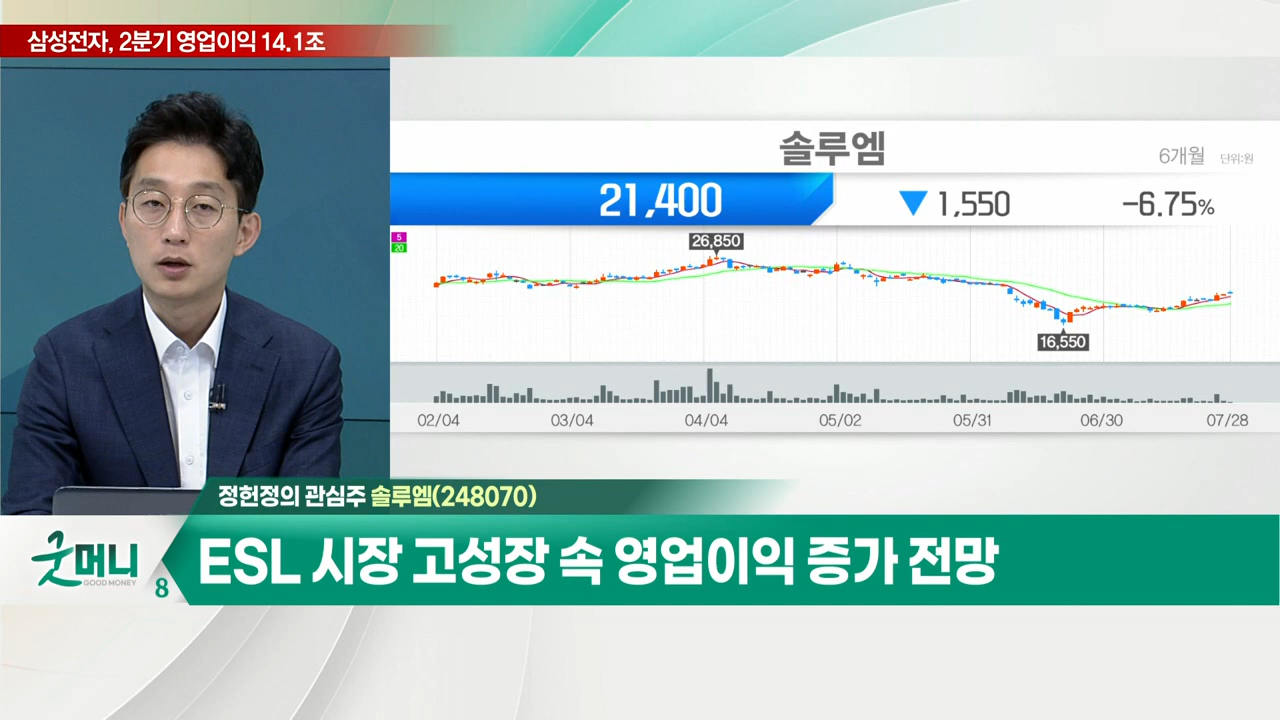 삼성전자, 2분기 영업이익 14.1조
솔루엠
6개월 단위:원
21,400 ▼ 1,550 -6.75%
5
20
26,850
16,550
02/04 03/04 04/04 05/02 05/31 06/30 07/28
정헌정의 관심주 솔루엠(248070)
굿머니
GOOD MONEY
8
ESL 시장 고성장 속 영업이익 증가 전망